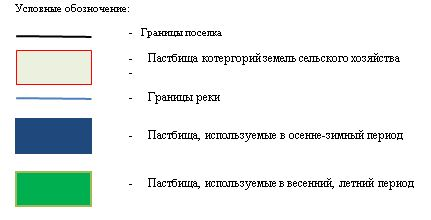 Условные обозначение:
- Границы поселка
- Пастбища котергорий земель сельского хозяйства
-
- Границы реки
- Пастбища, используемые в осенне-зимный период
- Пастбища, используемые в весенний, летний период